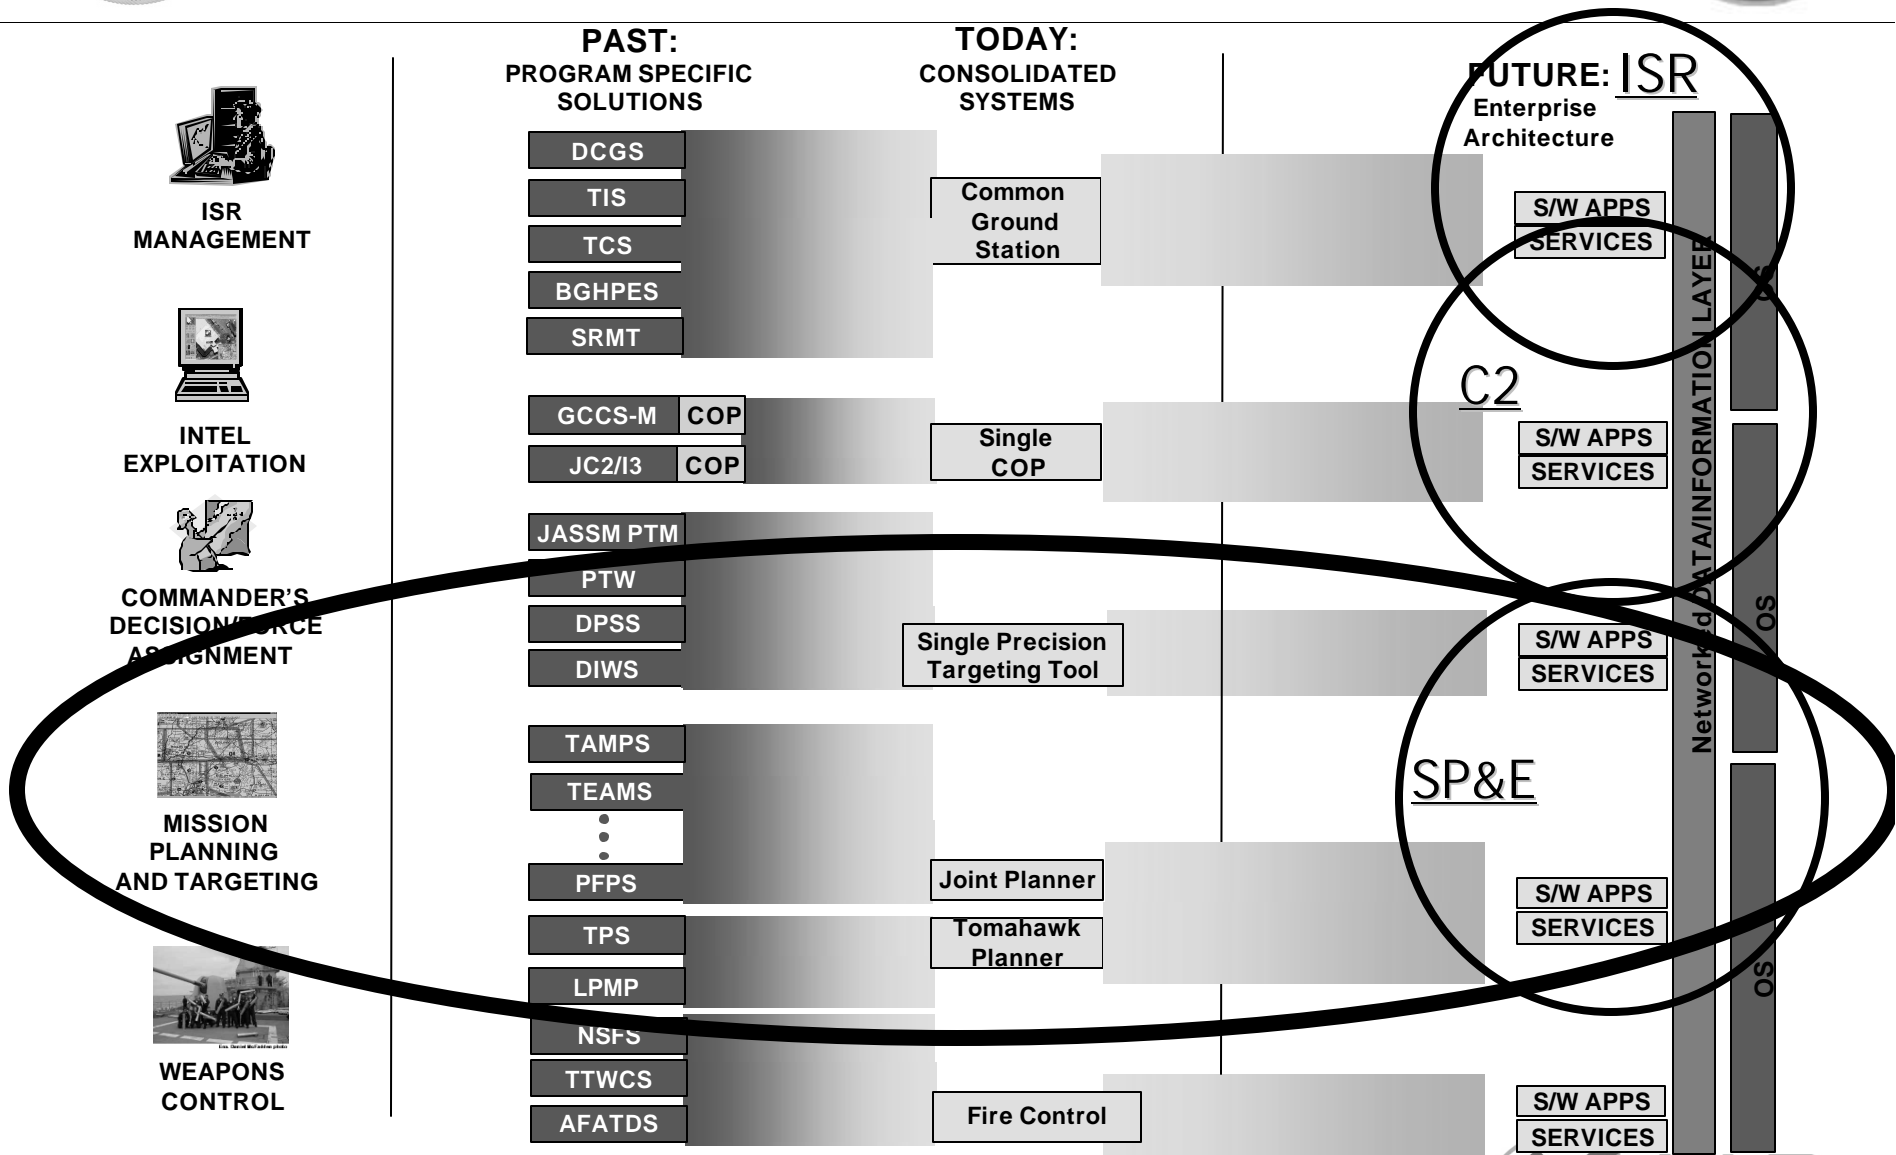 PAST:
PROGRAM SPECIFIC
SOLUTIONS
TODAY:
CONSOLIDATED
SYSTEMS
FUTURE: ISR
Enterprise
Architecture
ISR
MANAGEMENT
INTEL
EXPLOITATION
COMMANDER'S
DECISION/FORCE
ASSIGNMENT
MISSION
PLANNING
AND TARGETING
WEAPONS
CONTROL
DCGS
TIS
TCS
BGHPES
SRMT
GCCS-M COP
JC2/I3 COP
JASSM PTM
PTW
DPSS
DIWS
TAMPS
TEAMS
PFPS
TPS
LPMP
NSFS
TTWCS
AFATDS
Common
Ground
Station
Single
COP
Single Precision
Targeting Tool
Joint Planner
Tomahawk
Planner
Fire Control
S/W APPS
SERVICES
C2
S/W APPS
SERVICES
S/W APPS
SERVICES
SP&E
S/W APPS
SERVICES
S/W APPS
SERVICES
Networked DATA/INFORMATION LAYER
OS
OS
OS